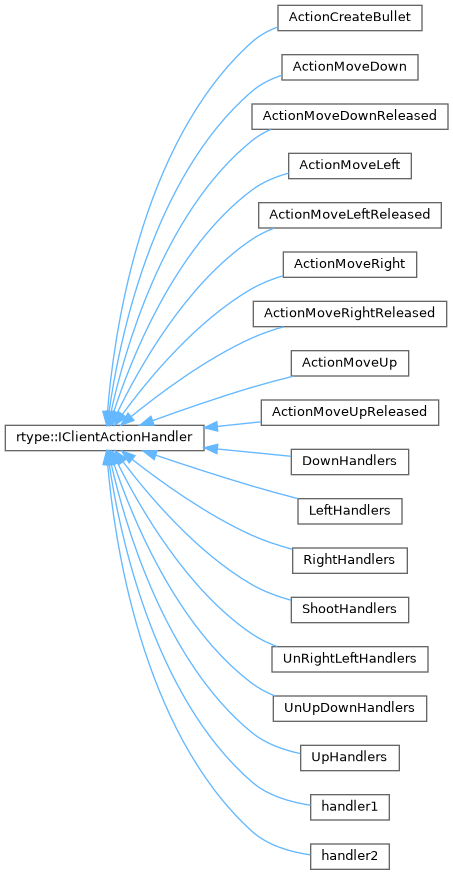 ActionCreateBullet
ActionMoveDown
ActionMoveDownReleased
ActionMoveLeft
ActionMoveLeftReleased
ActionMoveRight
ActionMoveRightReleased
ActionMoveUp
ActionMoveUpReleased
rtype::IClientActionHandler
DownHandlers
LeftHandlers
RightHandlers
ShootHandlers
UnRightLeftHandlers
UnUpDownHandlers
UpHandlers
handler1
handler2